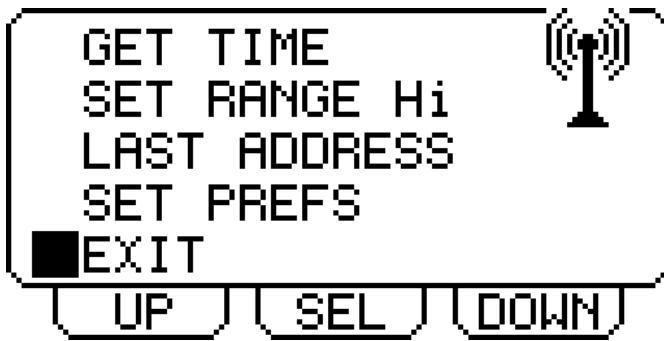 GET TIME
SET RANGE Hi
LAST ADDRESS
SET PREFS
EXIT
UP SEL DOWN